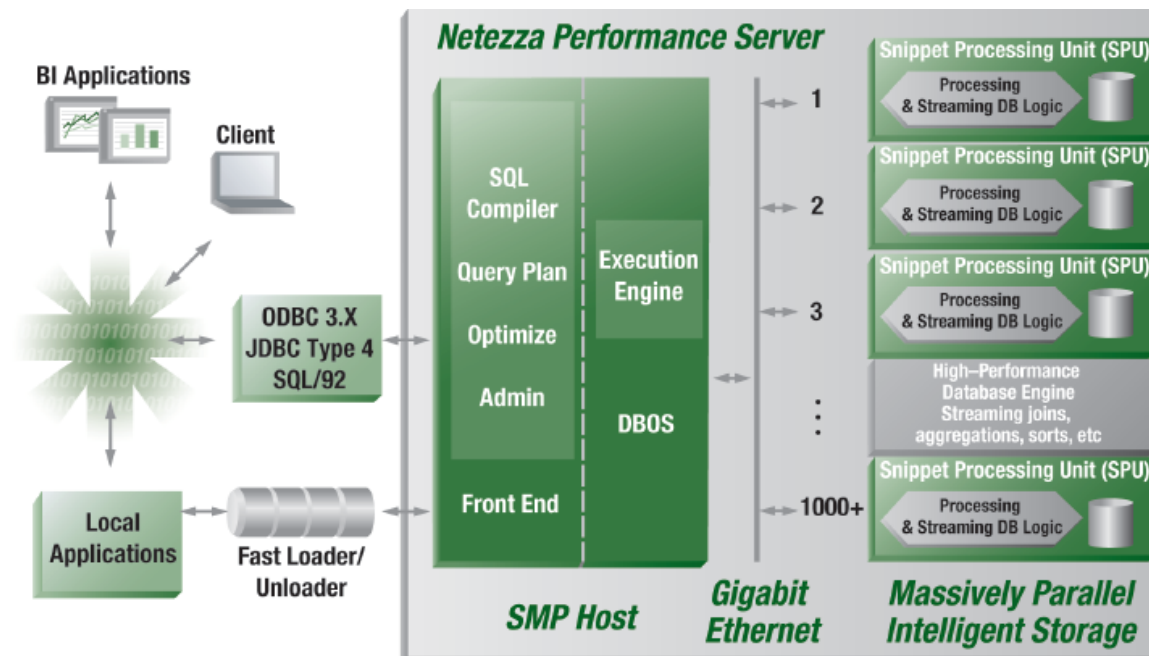 Netezza Performance Server
BI Applications
Client
ODBC 3.X
JDBC Type 4
SQL/92
Local
Applications
Fast Loader/
Unloader
SQL
Compiler
Query Plan
Optimize
Admin
Front End
Execution
Engine
DBOS
SMP Host
1
2
3
1000+
Gigabit
Ethernet
Snippet Processing Unit (SPU)
Processing
& Streaming DB Logic
Snippet Processing Unit (SPU)
Processing
& Streaming DB Logic
Snippet Processing Unit (SPU)
Processing
& Streaming DB Logic
High–Performance
Database Engine
Streaming joins,
aggregations, sorts, etc
Snippet Processing Unit (SPU)
Processing
& Streaming DB Logic
Massively Parallel
Intelligent Storage